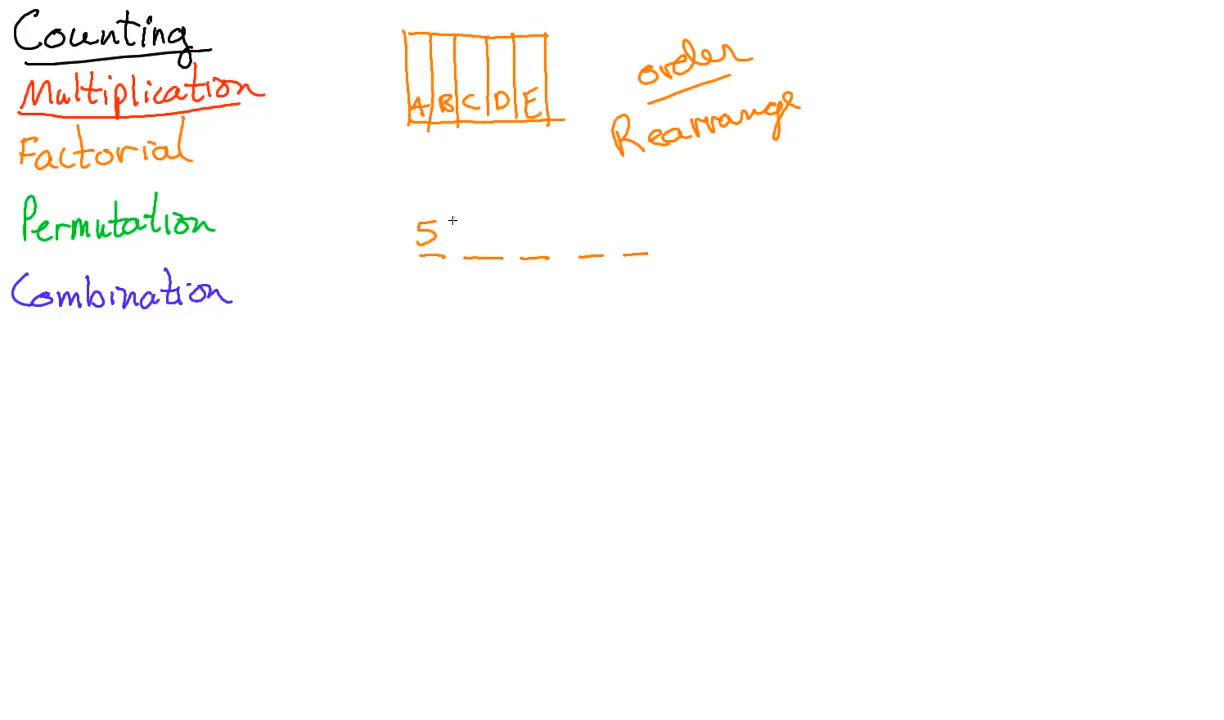 Counting
Multiplication
Factorial
Permutation
Combination
A B C D E
order
Rearrange
5